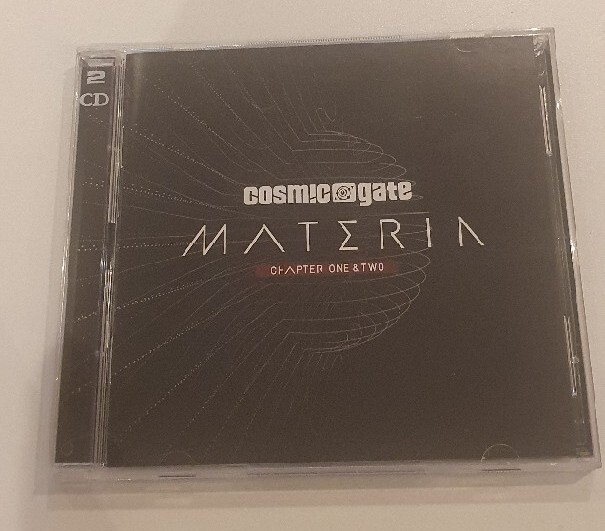 2
CD
cosmic gate
MATERIA
CHAPTER ONE & TWO